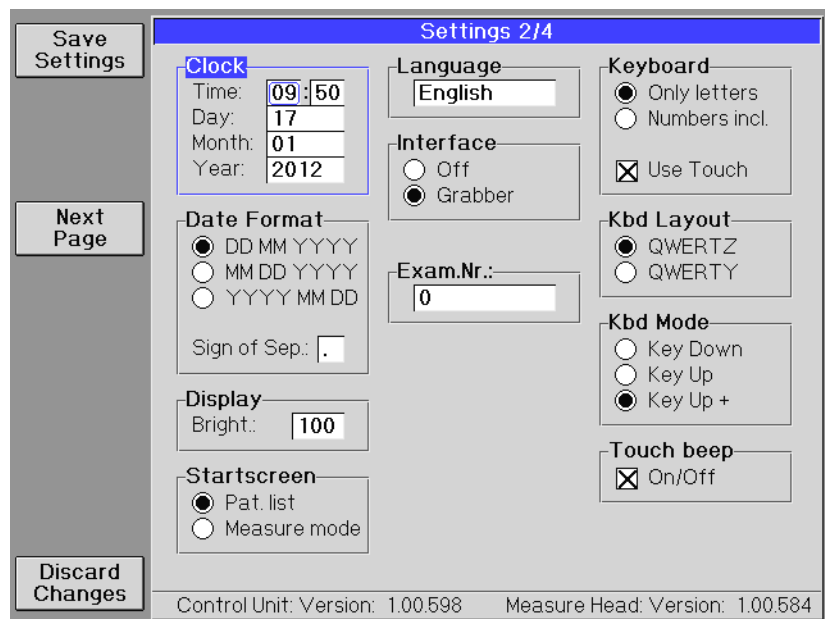 Settings 2/4
Save
Settings
Next
Page
Discard
Changes
Clock
Time: 09 : 50
Day: 17
Month: 01
Year: 2012
Date Format
DD MM YYYY
MM DD YYYY
YYYY MM DD
Sign of Sep.: .
Display
Bright.: 100
Startscreen
Pat. list
Measure mode
Language
English
Interface
Off
Grabber
Exam.Nr.:
0
Keyboard
Only letters
Numbers incl.
Use Touch
Kbd Layout
QWERTZ
QWERTY
Kbd Mode
Key Down
Key Up
Key Up +
Touch beep
On/Off
Control Unit: Version: 1.00.598 Measure Head: Version: 1.00.584